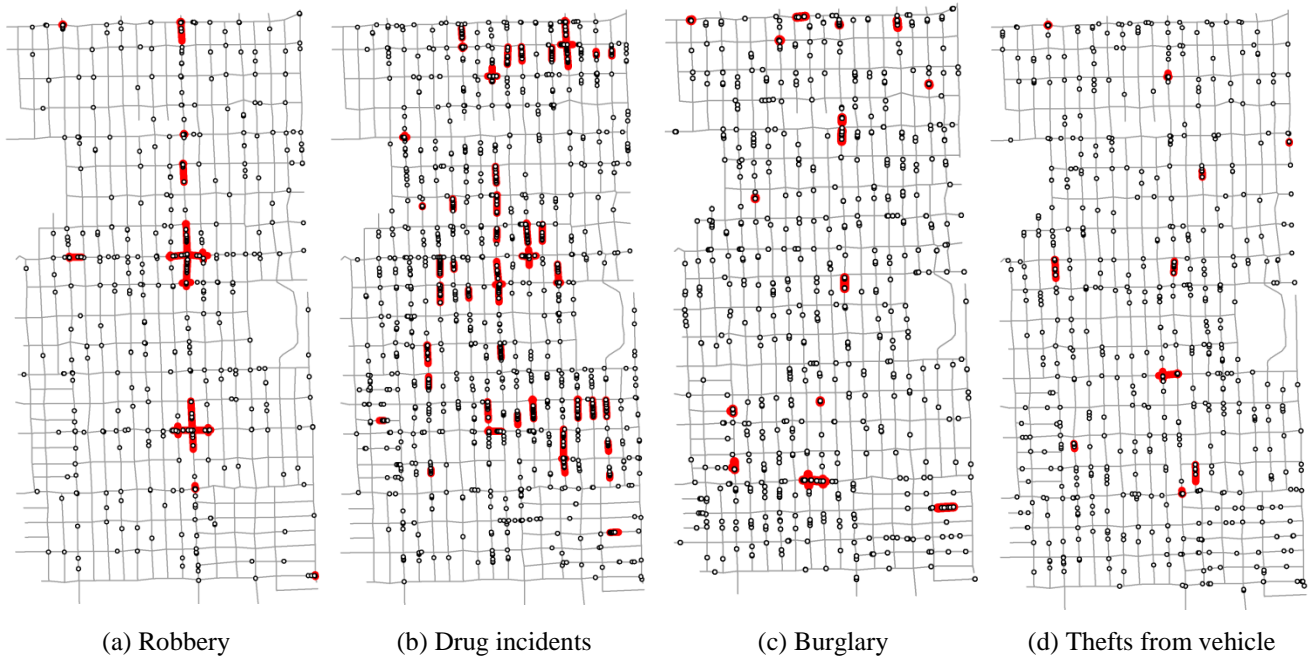 (a) Robbery
(b) Drug incidents
(c) Burglary
(d) Thefts from vehicle